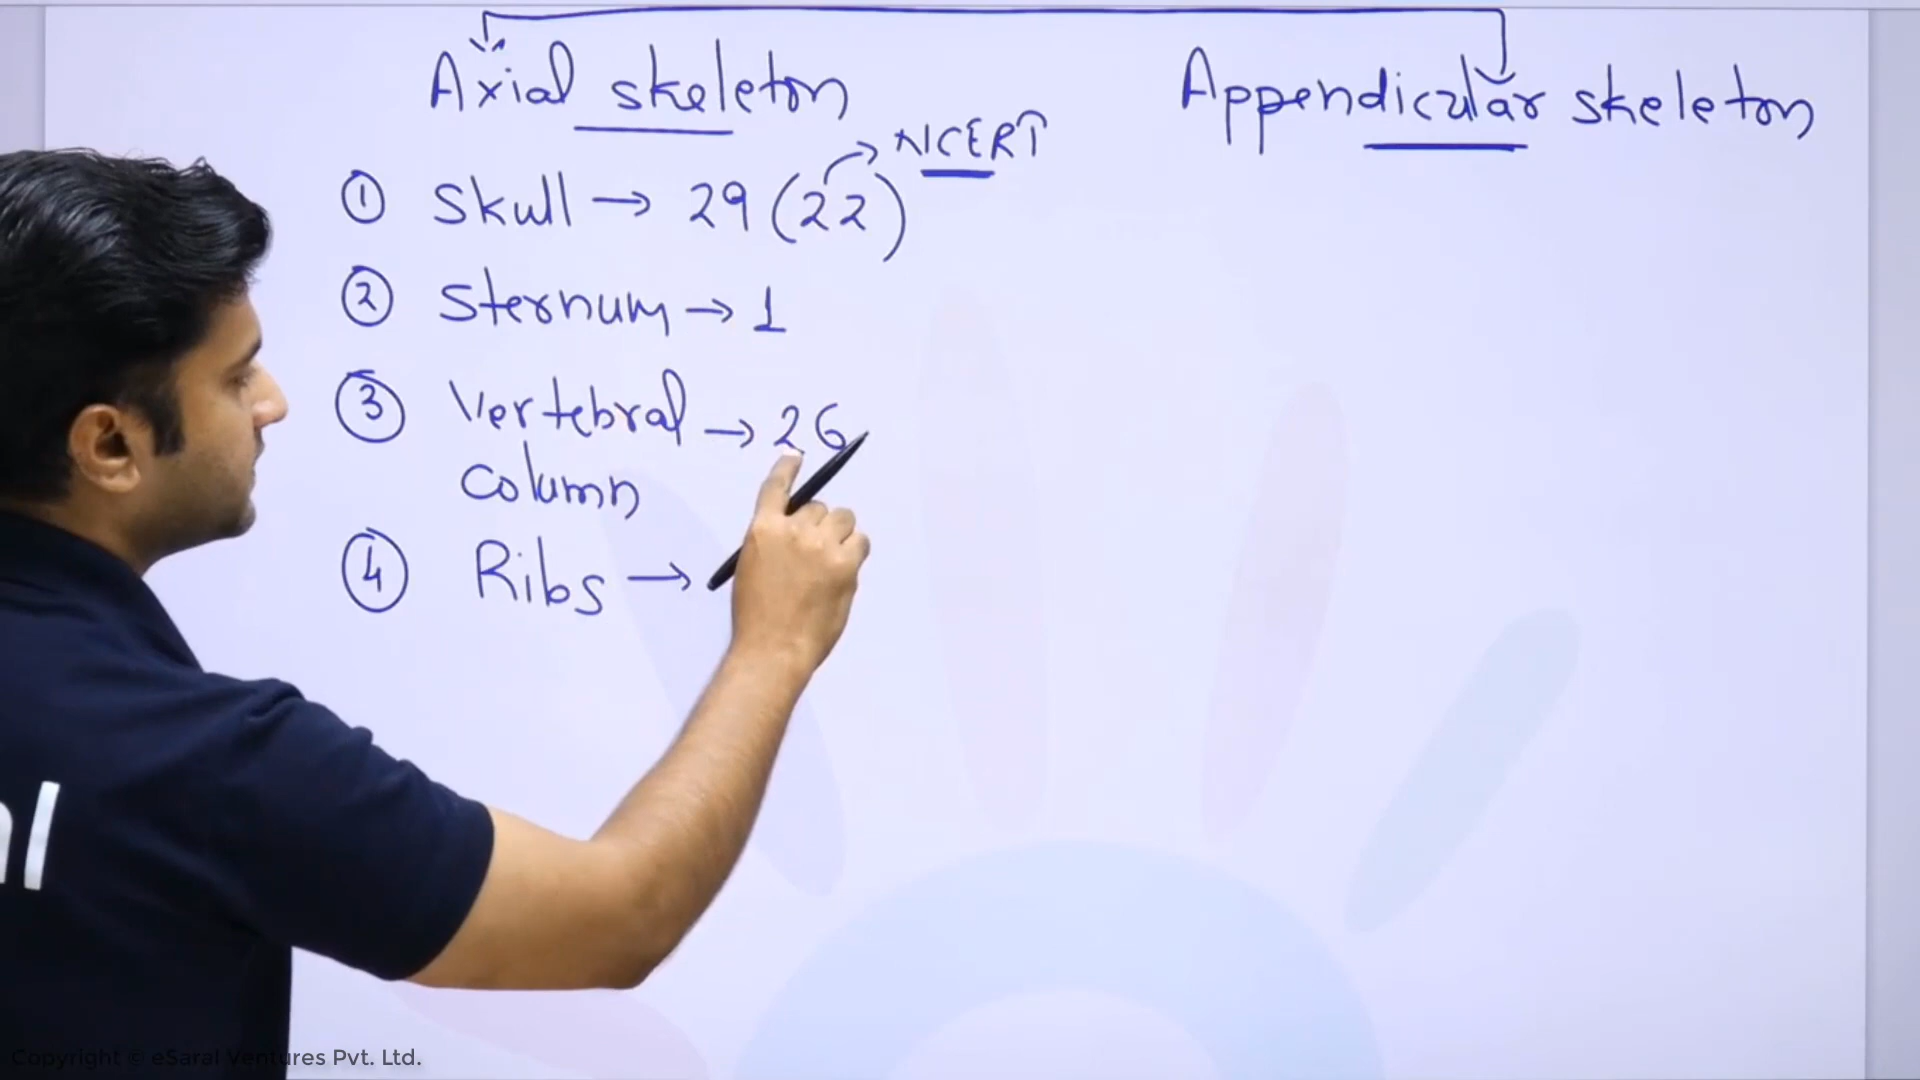 Axial skeleton
Appendicular skeleton
NCERT
① Skull → 29 (22)
② Sternum → 1
③ Vertebral → 26
column
④ Ribs →
Copyright © eSaral Ventures Pvt. Ltd.